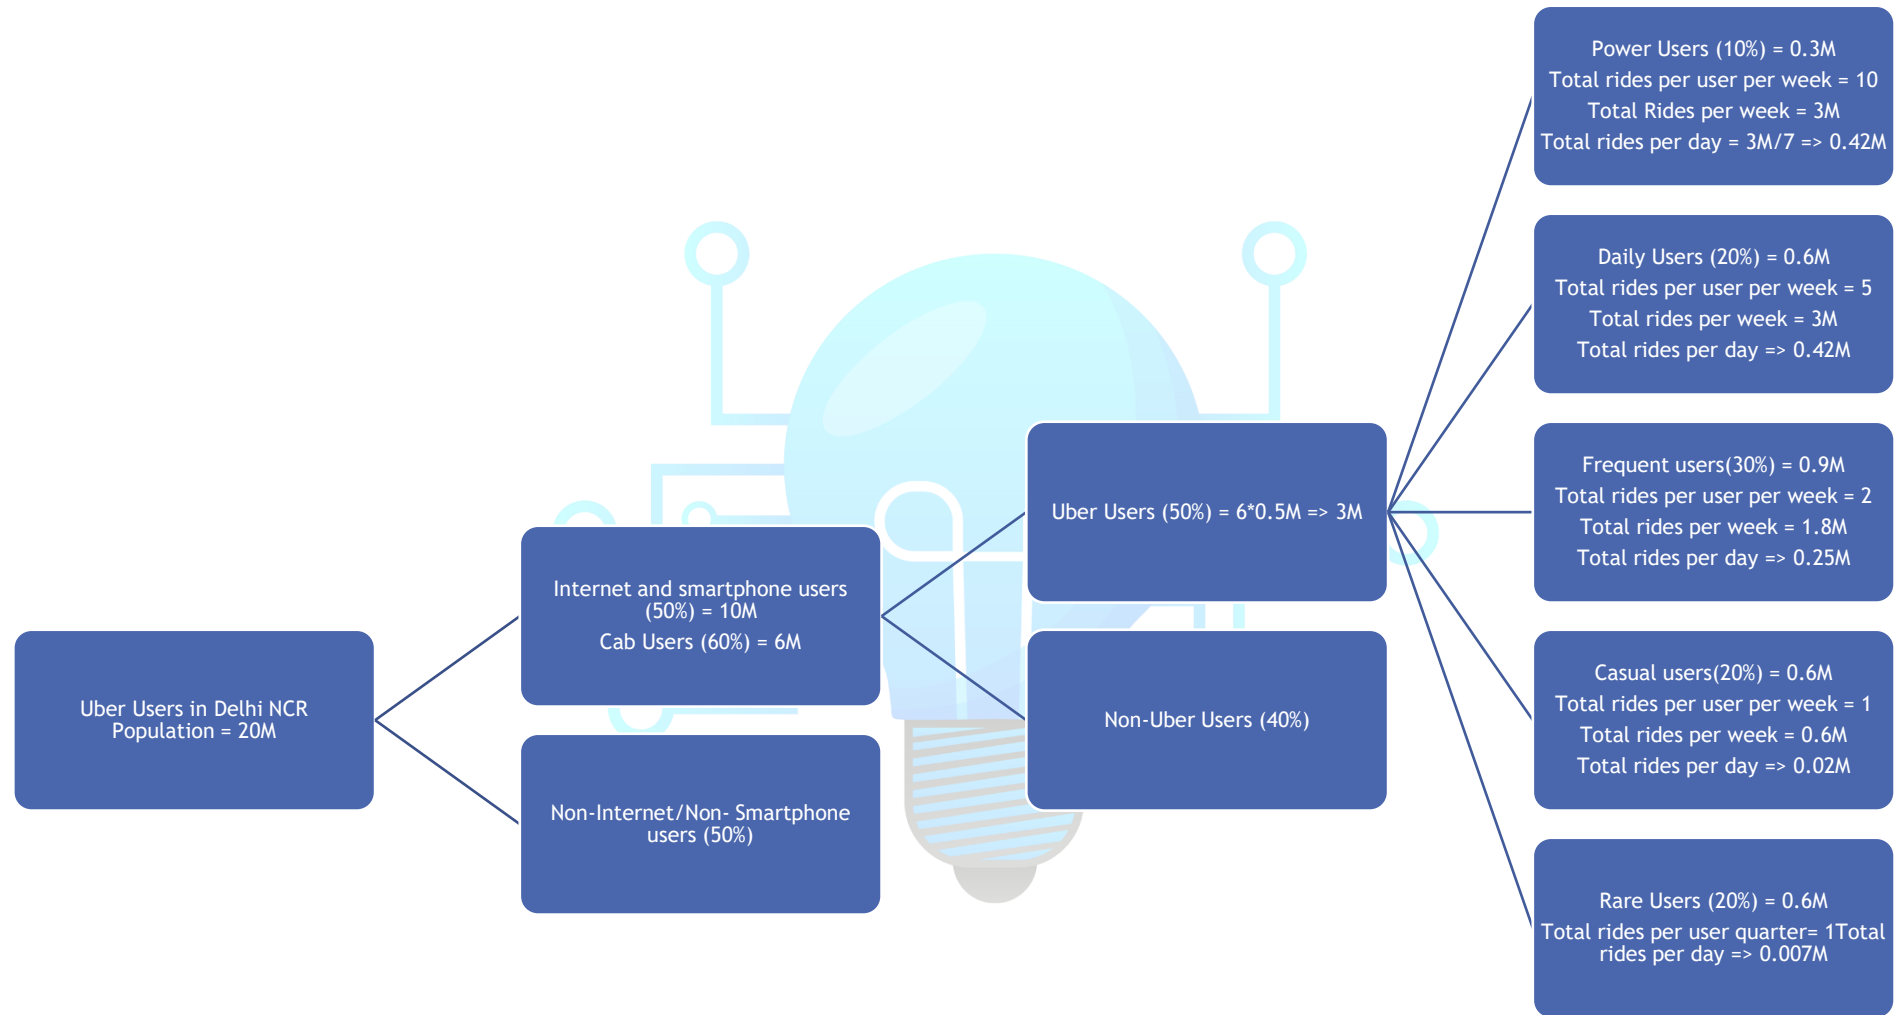 Uber Users in Delhi NCR
Population = 20M
Internet and smartphone users
(50%) = 10M
Cab Users (60%) = 6M
Non-Internet/Non- Smartphone
users (50%)
Uber Users (50%) = 6*0.5M => 3M
Non-Uber Users (40%)
Power Users (10%) = 0.3M
Total rides per user per week = 10
Total Rides per week = 3M
Total rides per day = 3M/7 => 0.42M
Daily Users (20%) = 0.6M
Total rides per user per week = 5
Total rides per week = 3M
Total rides per day => 0.42M
Frequent users(30%) = 0.9M
Total rides per user per week = 2
Total rides per week = 1.8M
Total rides per day => 0.25M
Casual users(20%) = 0.6M
Total rides per user per week = 1
Total rides per week = 0.6M
Total rides per day => 0.02M
Rare Users (20%) = 0.6M
Total rides per user quarter= 1Total
rides per day => 0.007M